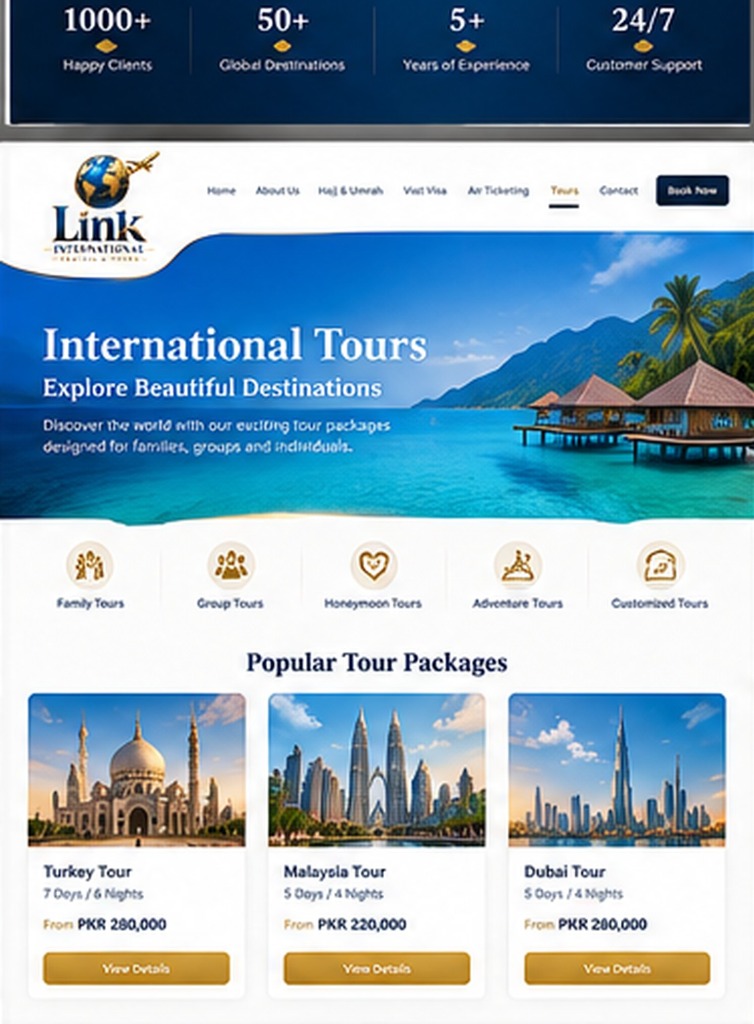 1000+
50+
5+
24/7
Happy Clients
Global Destinations
Years of Experience
Customer Support
Link
INTERNATIONAL
Home
About Us
Hajj & Umrah
Visit Visa
Air Ticketing
Tours
Contact
Book Now
International Tours
Explore Beautiful Destinations
Discover the world with our exciting tour packages
designed for families, groups and individuals.
Family Tours
Group Tours
Honeymoon Tours
Adventure Tours
Customized Tours
Popular Tour Packages
Turkey Tour
7 Days / 6 Nights
From PKR 280,000
View Details
Malaysia Tour
5 Days / 4 Nights
From PKR 220,000
View Details
Dubai Tour
5 Days / 4 Nights
From PKR 280,000
View Details